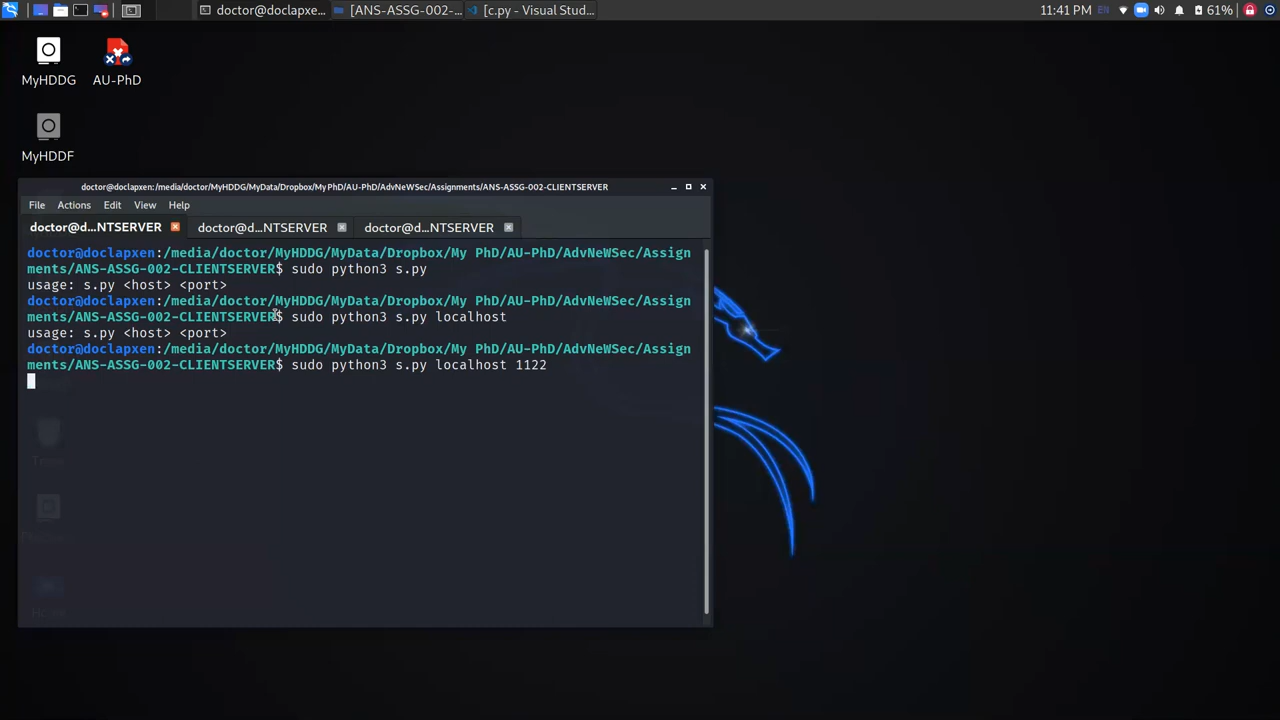 doctor@doclapxen:...
[ANS-ASSG-002-...
[c.py - Visual Stud...
11:41 PM
EN
61%
MyHDDG
AU-PhD
MyHDDF
doctor@doclapxen:/media/doctor/MyHDDG/MyData/Dropbox/My PhD/AU-PhD/AdvNeWSec/Assignments/ANS-ASSG-002-CLIENTSERVER
File Actions Edit View Help
doctor@d...NTSERVER
doctor@d...NTSERVER
doctor@d...NTSERVER
doctor@doclapxen:/media/doctor/MyHDDG/MyData/Dropbox/My PhD/AU-PhD/AdvNeWSec/Assign
ments/ANS-ASSG-002-CLIENTSERVER$ sudo python3 s.py
usage: s.py <host> <port>
doctor@doclapxen:/media/doctor/MyHDDG/MyData/Dropbox/My PhD/AU-PhD/AdvNeWSec/Assign
ments/ANS-ASSG-002-CLIENTSERVER$ sudo python3 s.py localhost
usage: s.py <host> <port>
doctor@doclapxen:/media/doctor/MyHDDG/MyData/Dropbox/My PhD/AU-PhD/AdvNeWSec/Assign
ments/ANS-ASSG-002-CLIENTSERVER$ sudo python3 s.py localhost 1122